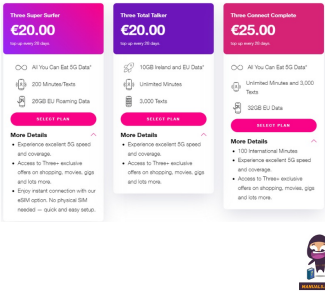 Three Super Surfer
€20.00
top up every 28 days.
All You Can Eat 5G Data*
200 Minutes/Texts
26GB EU Roaming Data
SELECT PLAN
More Details
• Experience excellent 5G speed
and coverage.
• Access to Three+ exclusive
offers on shopping, movies, gigs
and lots more.
• Enjoy instant connection with our
eSIM option. No physical SIM
needed — quick and easy setup.
Three Total Talker
€20.00
top up every 28 days.
10GB Ireland and EU Data*
Unlimited Minutes
3,000 Texts
SELECT PLAN
More Details
• Experience excellent 5G speed
and coverage.
• Access to Three+ exclusive
offers on shopping, movies, gigs
and lots more.
Three Connect Complete
€25.00
top up every 28 days.
All You Can Eat 5G Data*
Unlimited Minutes and 3,000
Texts
32GB EU Data
SELECT PLAN
More Details
• 100 International Minutes
• Experience excellent 5G speed
and coverage.
• Access to Three+ exclusive
offers on shopping, movies, gigs
and lots more.